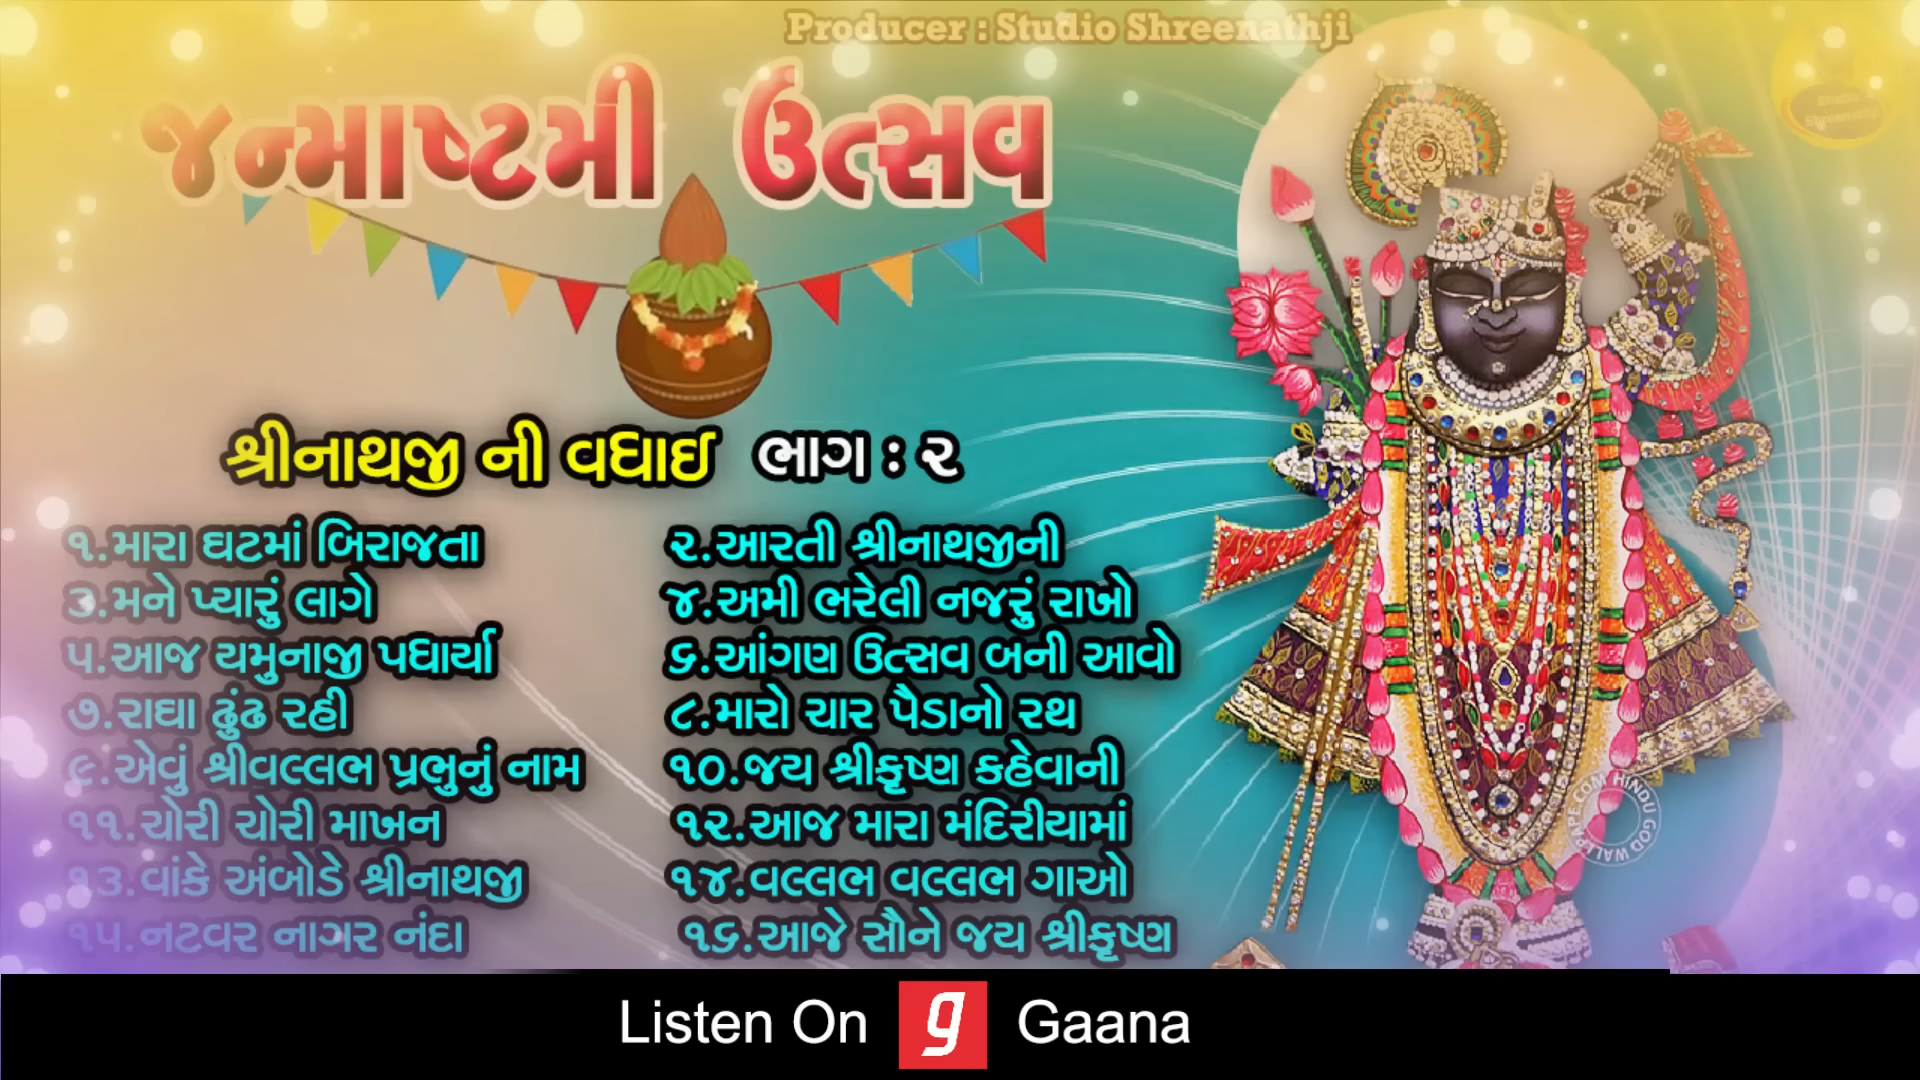 Producer : Studio Shreenathji
Studio
Shreenathji
જન્માષ્ટમી ઉત્સવ
શ્રીનાથજી ની વધાઇ ભાગ : ૨
૧.મારા ઘટમાં બિરાજતા
૨.આરતી શ્રીનાથજીની
૩.મને પ્યારું લાગે
૪.અમી ભરેલી નજરું રાખો
૫.આજ યમુનાજી પધાર્યા
૬.આંગણ ઉત્સવ બની આવો
૭.રાધા ઢુંઢ રહી
૮.મારો ચાર પૈડાનો રથ
૯.એવું શ્રીવલ્લભ પ્રભુનું નામ
૧૦.જય શ્રીકૃષ્ણ કહેવાની
૧૧.ચોરી ચોરી માખન
૧૨.આજ મારા મંદિરીયામાં
૧૩.વાંકે અંબોડે શ્રીનાથજી
૧૪.વલ્લભ વલ્લભ ગાઓ
૧૫.નટવર નાગર નંદા
૧૬.આજે સૌને જય શ્રીકૃષ્ણ
Listen On g Gaana